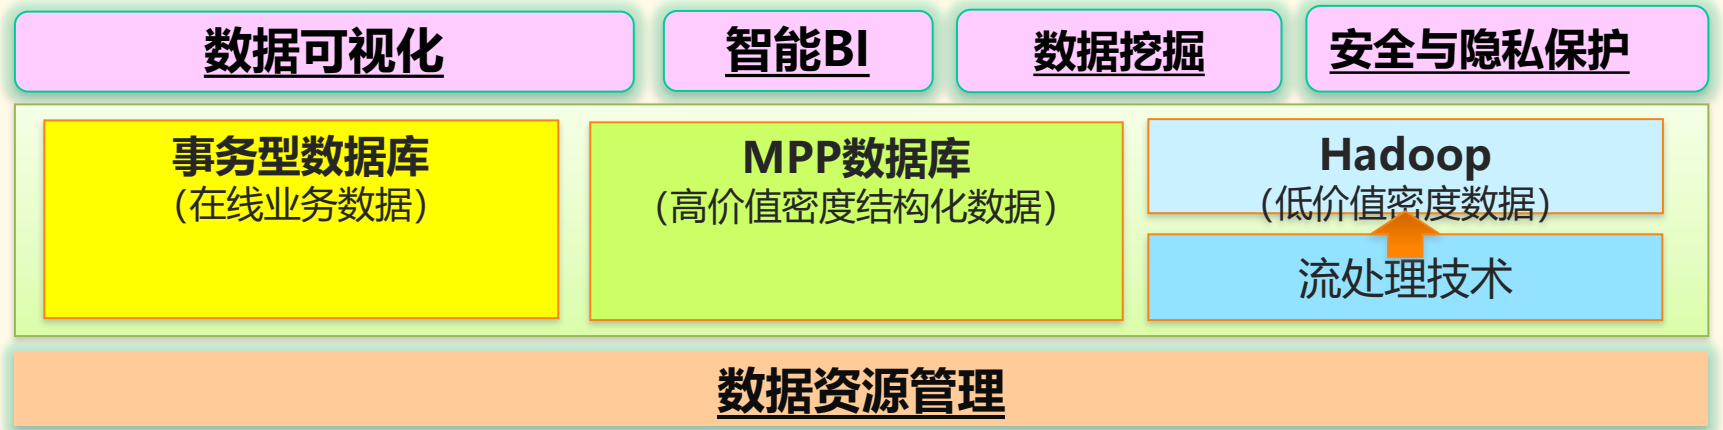 数据可视化
智能BI
数据挖掘
安全与隐私保护
事务型数据库
（在线业务数据）
MPP数据库
（高价值密度结构化数据）
Hadoop
（低价值密度数据）
流处理技术
数据资源管理